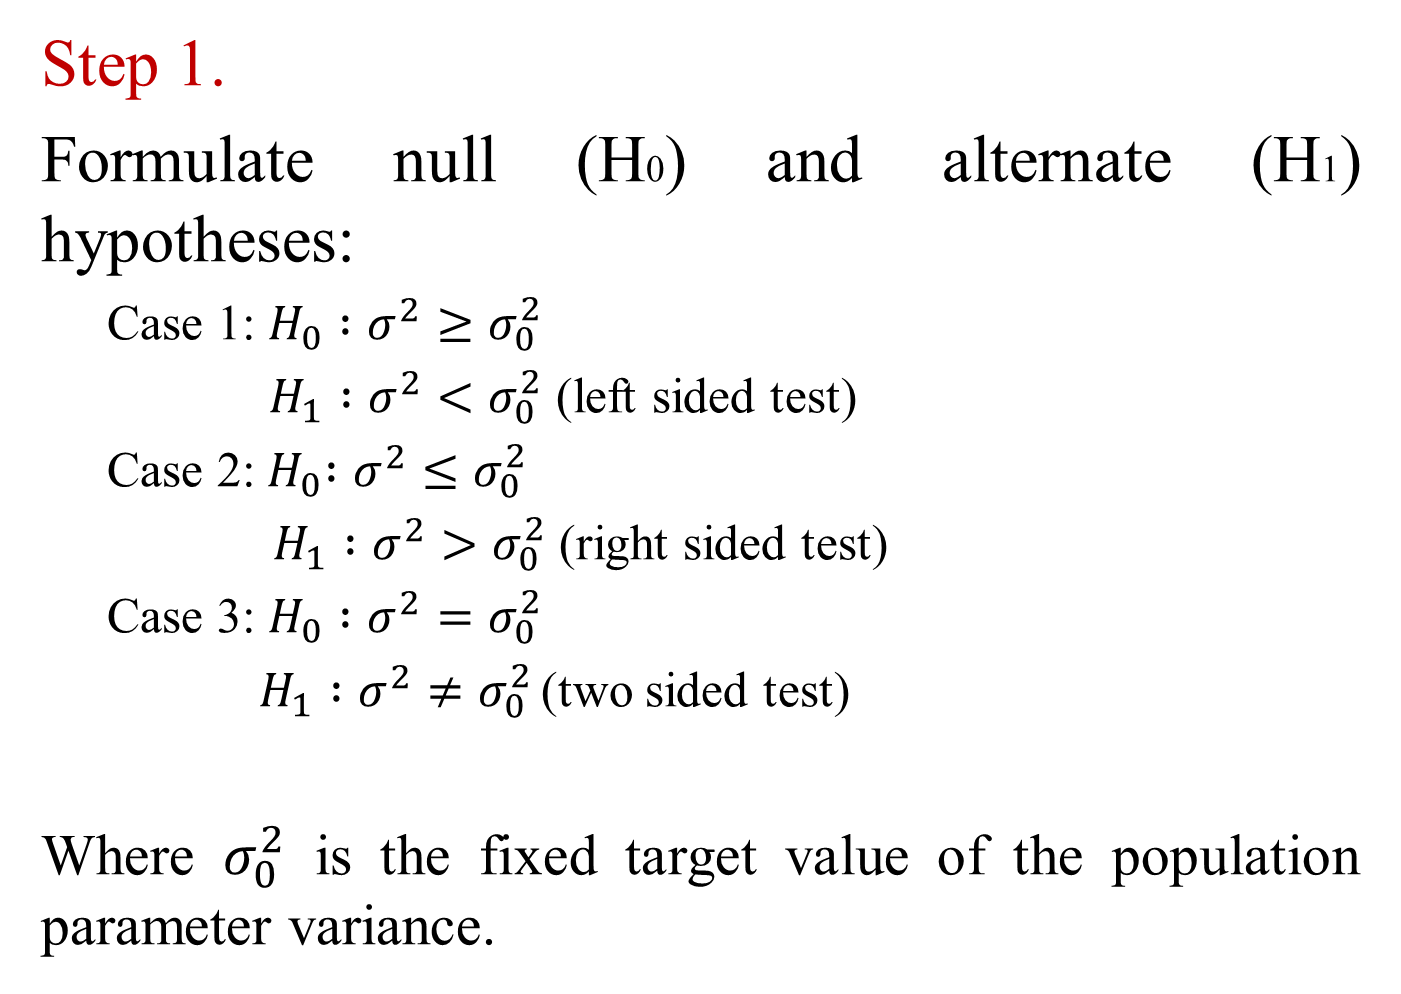 Step 1.
Formulate null (H₀) and alternate (H₁)
hypotheses:
Case 1: H₀ : σ² ≥ σ₀²
H₁ : σ² < σ₀² (left sided test)
Case 2: H₀: σ² ≤ σ₀²
H₁ : σ² > σ₀² (right sided test)
Case 3: H₀ : σ² = σ₀²
H₁ : σ² ≠ σ₀² (two sided test)
Where σ₀² is the fixed target value of the population
parameter variance.